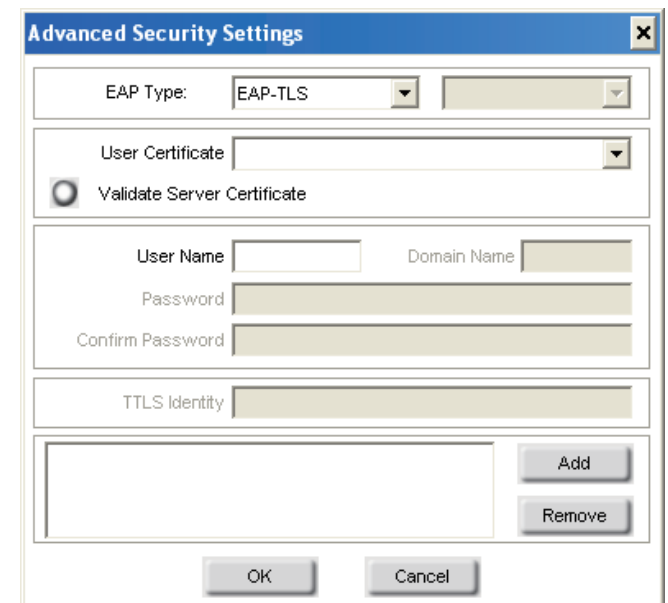 Advanced Security Settings
EAP Type: EAP-TLS
User Certificate
Validate Server Certificate
User Name Domain Name
Password
Confirm Password
TTLS Identity
Add
Remove
OK Cancel